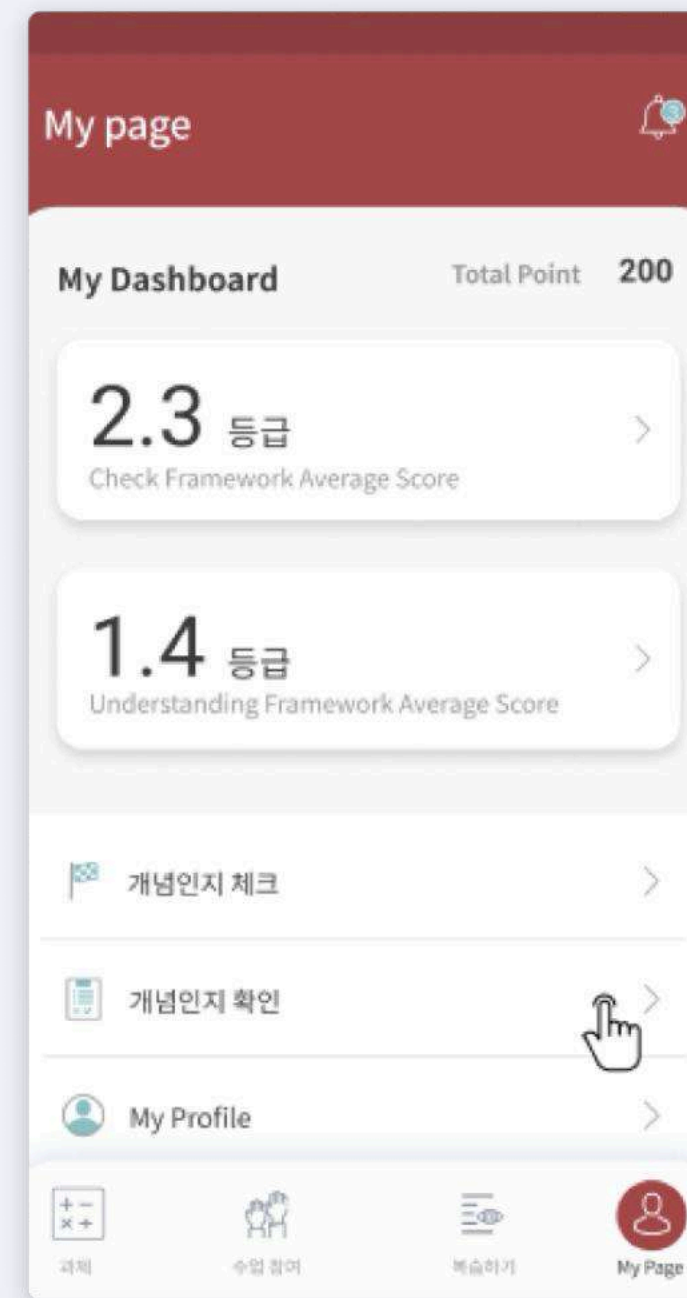 My page
3
My Dashboard Total Point 200
2.3 등급
Check Framework Average Score
1.4 등급
Understanding Framework Average Score
개념인지 체크
개념인지 확인
My Profile
과제 수업 참여 복습하기 My Page